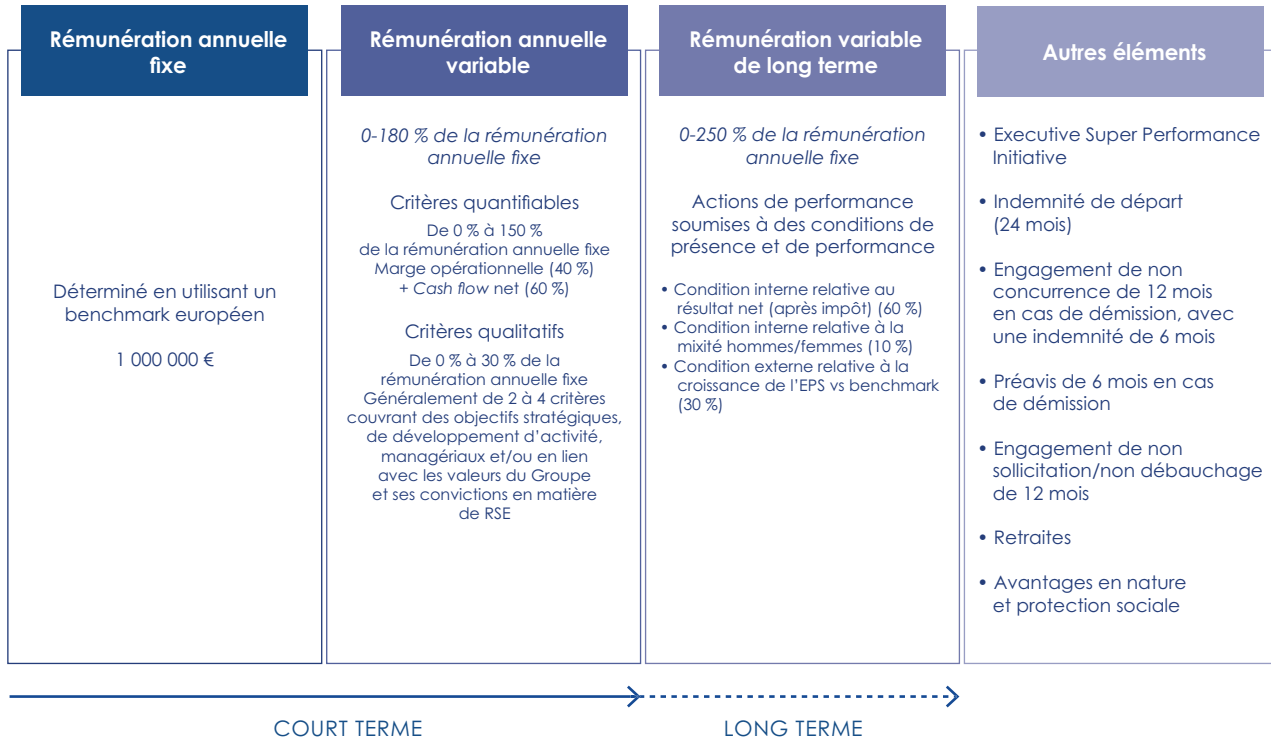 Rémunération annuelle
fixe
Déterminé en utilisant un
benchmark européen
1 000 000 €
Rémunération annuelle
variable
0-180 % de la rémunération
annuelle fixe
Critères quantifiables
De 0 % à 150 %
de la rémunération annuelle fixe
Marge opérationnelle (40 %)
+ Cash flow net (60 %)
Critères qualitatifs
De 0 % à 30 % de la
rémunération annuelle fixe
Généralement de 2 à 4 critères
couvrant des objectifs stratégiques,
de développement d'activité,
managériaux et/ou en lien
avec les valeurs du Groupe
et ses convictions en matière
de RSE
Rémunération variable
de long terme
0-250 % de la rémunération
annuelle fixe
Actions de performance
soumises à des conditions de
présence et de performance
• Condition interne relative au
résultat net (après impôt) (60 %)
• Condition interne relative à la
mixité hommes/femmes (10 %)
• Condition externe relative à la
croissance de l'EPS vs benchmark
(30 %)
Autres éléments
• Executive Super Performance
Initiative
• Indemnité de départ
(24 mois)
• Engagement de non
concurrence de 12 mois
en cas de démission, avec
une indemnité de 6 mois
• Préavis de 6 mois en cas
de démission
• Engagement de non
sollicitation/non débauchage
de 12 mois
• Retraites
• Avantages en nature
et protection sociale
COURT TERME
LONG TERME